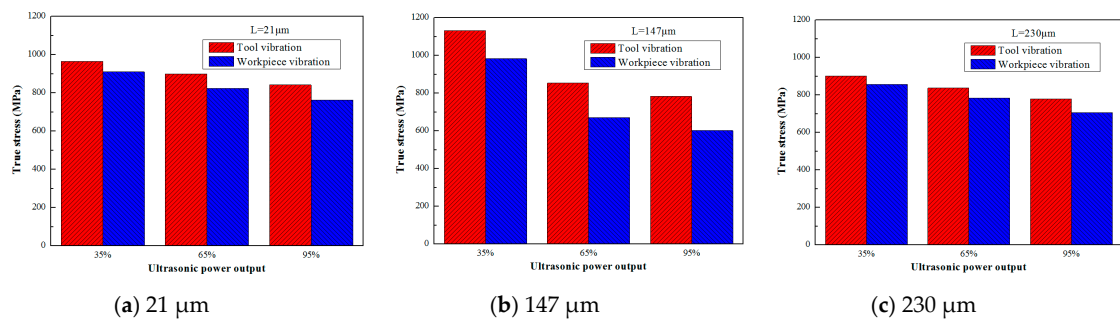 L=21μm
Tool vibration
Workpiece vibration
True stress (MPa)
1200
1000
800
600
400
200
0
35%
65%
95%
Ultrasonic power output
(a) 21 μm
L=147μm
Tool vibration
Workpiece vibration
True stress (MPa)
1200
1000
800
600
400
200
0
35%
65%
95%
Ultrasonic power output
(b) 147 μm
L=230μm
Tool vibration
Workpiece vibration
True stress (MPa)
1200
1000
800
600
400
200
0
35%
65%
95%
Ultrasonic power output
(c) 230 μm